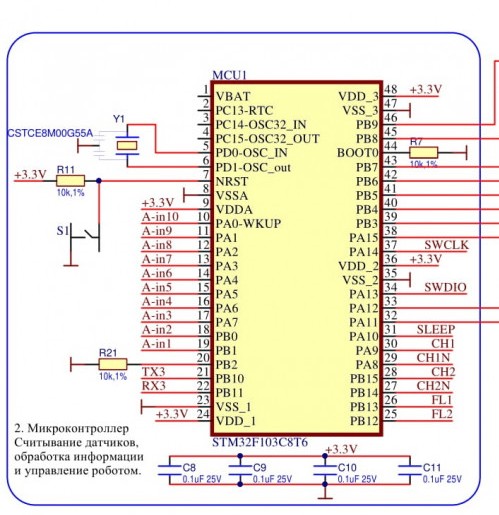 MCU1
1 VBAT VDD_3 48 +3.3V
2 PC13-RTC VSS_3 47
3 PC14-OSC32_IN PB9 46
4 PC15-OSC32_OUT PB8 45
5 PD0-OSC_IN BOOT0 44 R7 10k,1%
6 PD1-OSC_out PB7 43
7 NRST PB6 42
8 VSSA PB5 41
+3.3V 9 VDDA PB4 40
A-in10 10 PA0-WKUP PB3 39
A-in9 11 PA1 PA15 38
A-in8 12 PA2 PA14 37 SWCLK
A-in7 13 PA3 VDD_2 36 +3.3V
A-in6 14 PA4 VSS_2 35
A-in5 15 PA5 PA13 34 SWDIO
A-in4 16 PA6 PA12 33
A-in3 17 PA7 PA11 32
A-in2 18 PB0 PA10 31 SLEEP
A-in1 19 PB1 PA9 30 CH1
20 PB2 PA8 29 CH1N
TX3 21 PB10 PB15 28 CH2
RX3 22 PB11 PB14 27 CH2N
23 VSS_1 PB13 26 FL1
+3.3V 24 VDD_1 PB12 25 FL2
STM32F103C8T6
Y1
CSTCE8M00G55A
+3.3V R11
10k,1%
S1
R21
10k,1%
2. Микроконтроллер
Считывание датчиков,
обработка информации
и управление роботом.
+3.3V
C8 C9 C10 C11
0.1uF 25V 0.1uF 25V 0.1uF 25V 0.1uF 25V